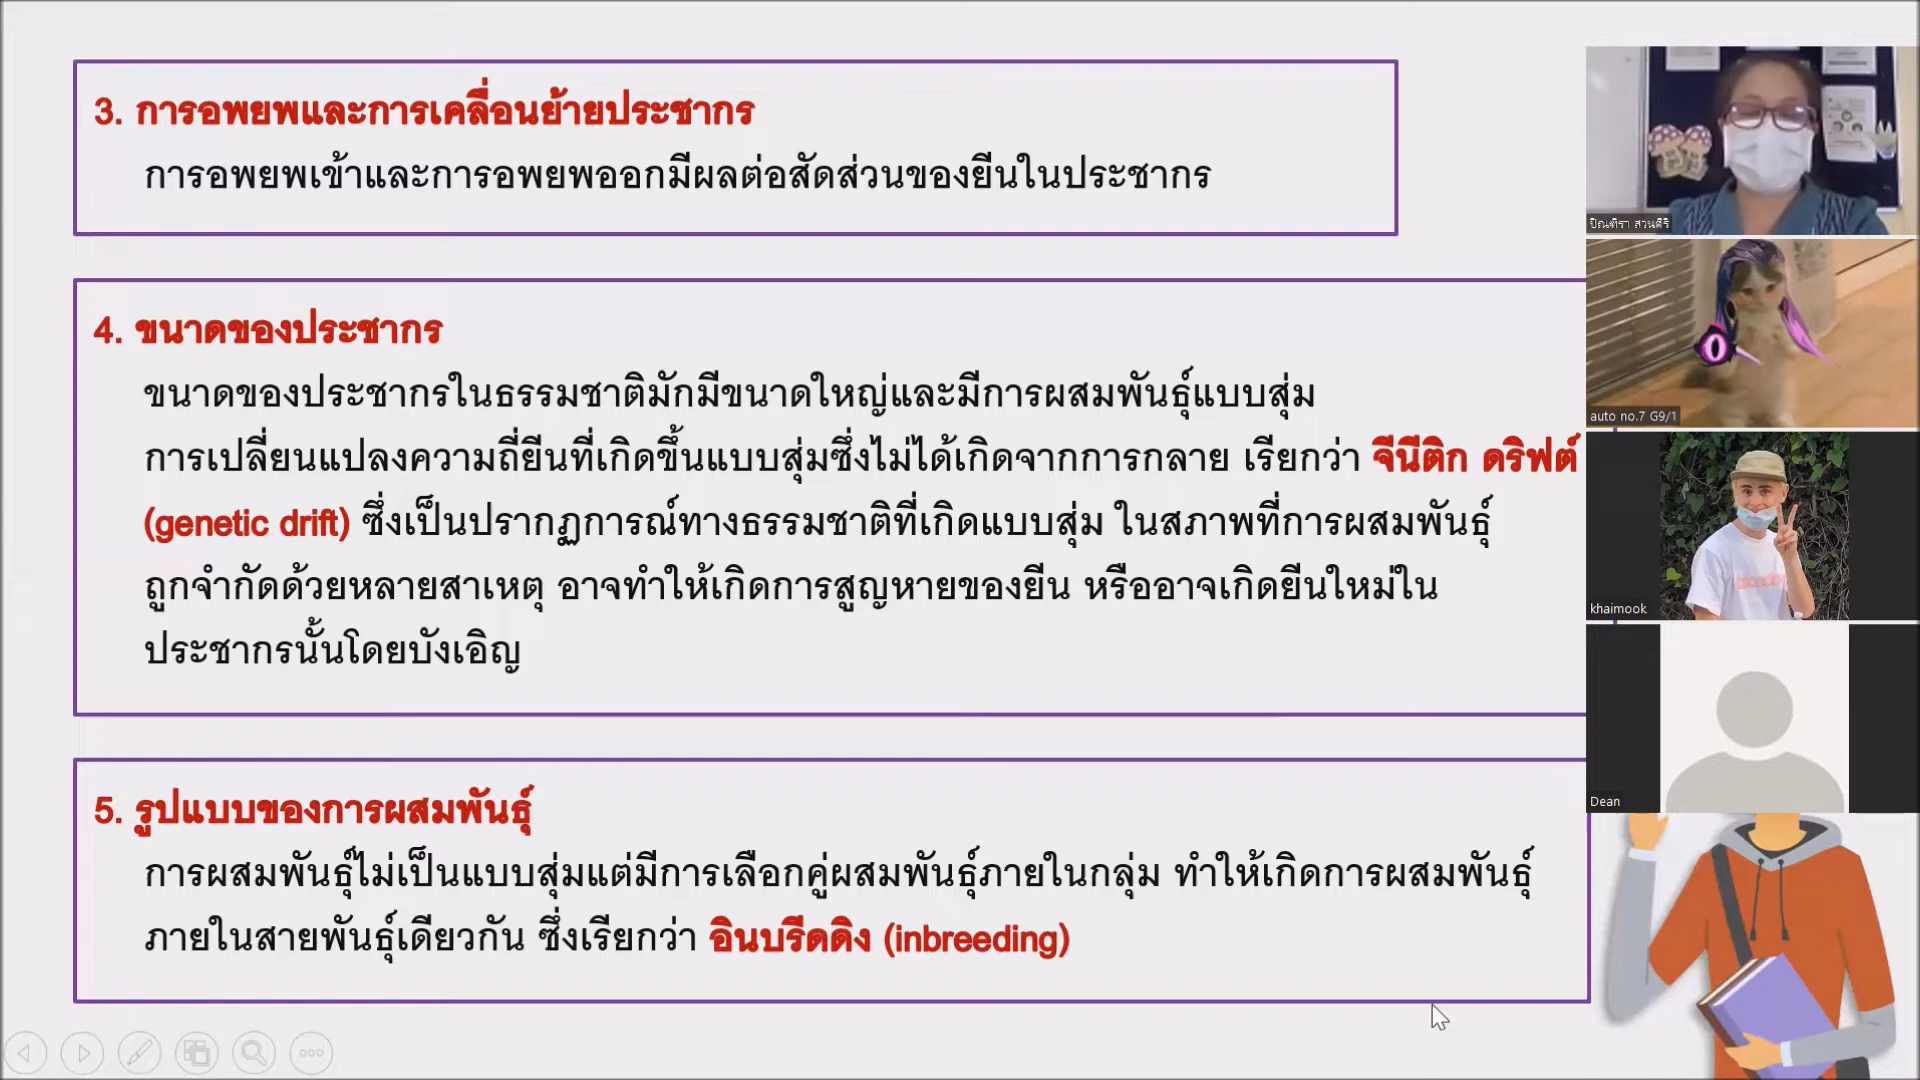 3. การอพยพและการเคลื่อนย้ายประชากร
การอพยพเข้าและการอพยพออกมีผลต่อสัดส่วนของยีนในประชากร
4. ขนาดของประชากร
ขนาดของประชากรในธรรมชาติมักมีขนาดใหญ่และมีการผสมพันธุ์แบบสุ่ม
การเปลี่ยนแปลงความถี่ยีนที่เกิดขึ้นแบบสุ่มซึ่งไม่ได้เกิดจากการกลาย เรียกว่า จีนีติก ดริฟต์
(genetic drift) ซึ่งเป็นปรากฏการณ์ทางธรรมชาติที่เกิดแบบสุ่ม ในสภาพที่การผสมพันธุ์
ถูกจำกัดด้วยหลายสาเหตุ อาจทำให้เกิดการสูญหายของยีน หรืออาจเกิดยีนใหม่ใน
ประชากรนั้นโดยบังเอิญ
5. รูปแบบของการผสมพันธุ์
การผสมพันธุ์ไม่เป็นแบบสุ่มแต่มีการเลือกคู่ผสมพันธุ์ภายในกลุ่ม ทำให้เกิดการผสมพันธุ์
ภายในสายพันธุ์เดียวกัน ซึ่งเรียกว่า อินบรีดดิง (inbreeding)
ปิณฑิรา สวนศิริ
auto no.7 G9/1
khaimook
Dean